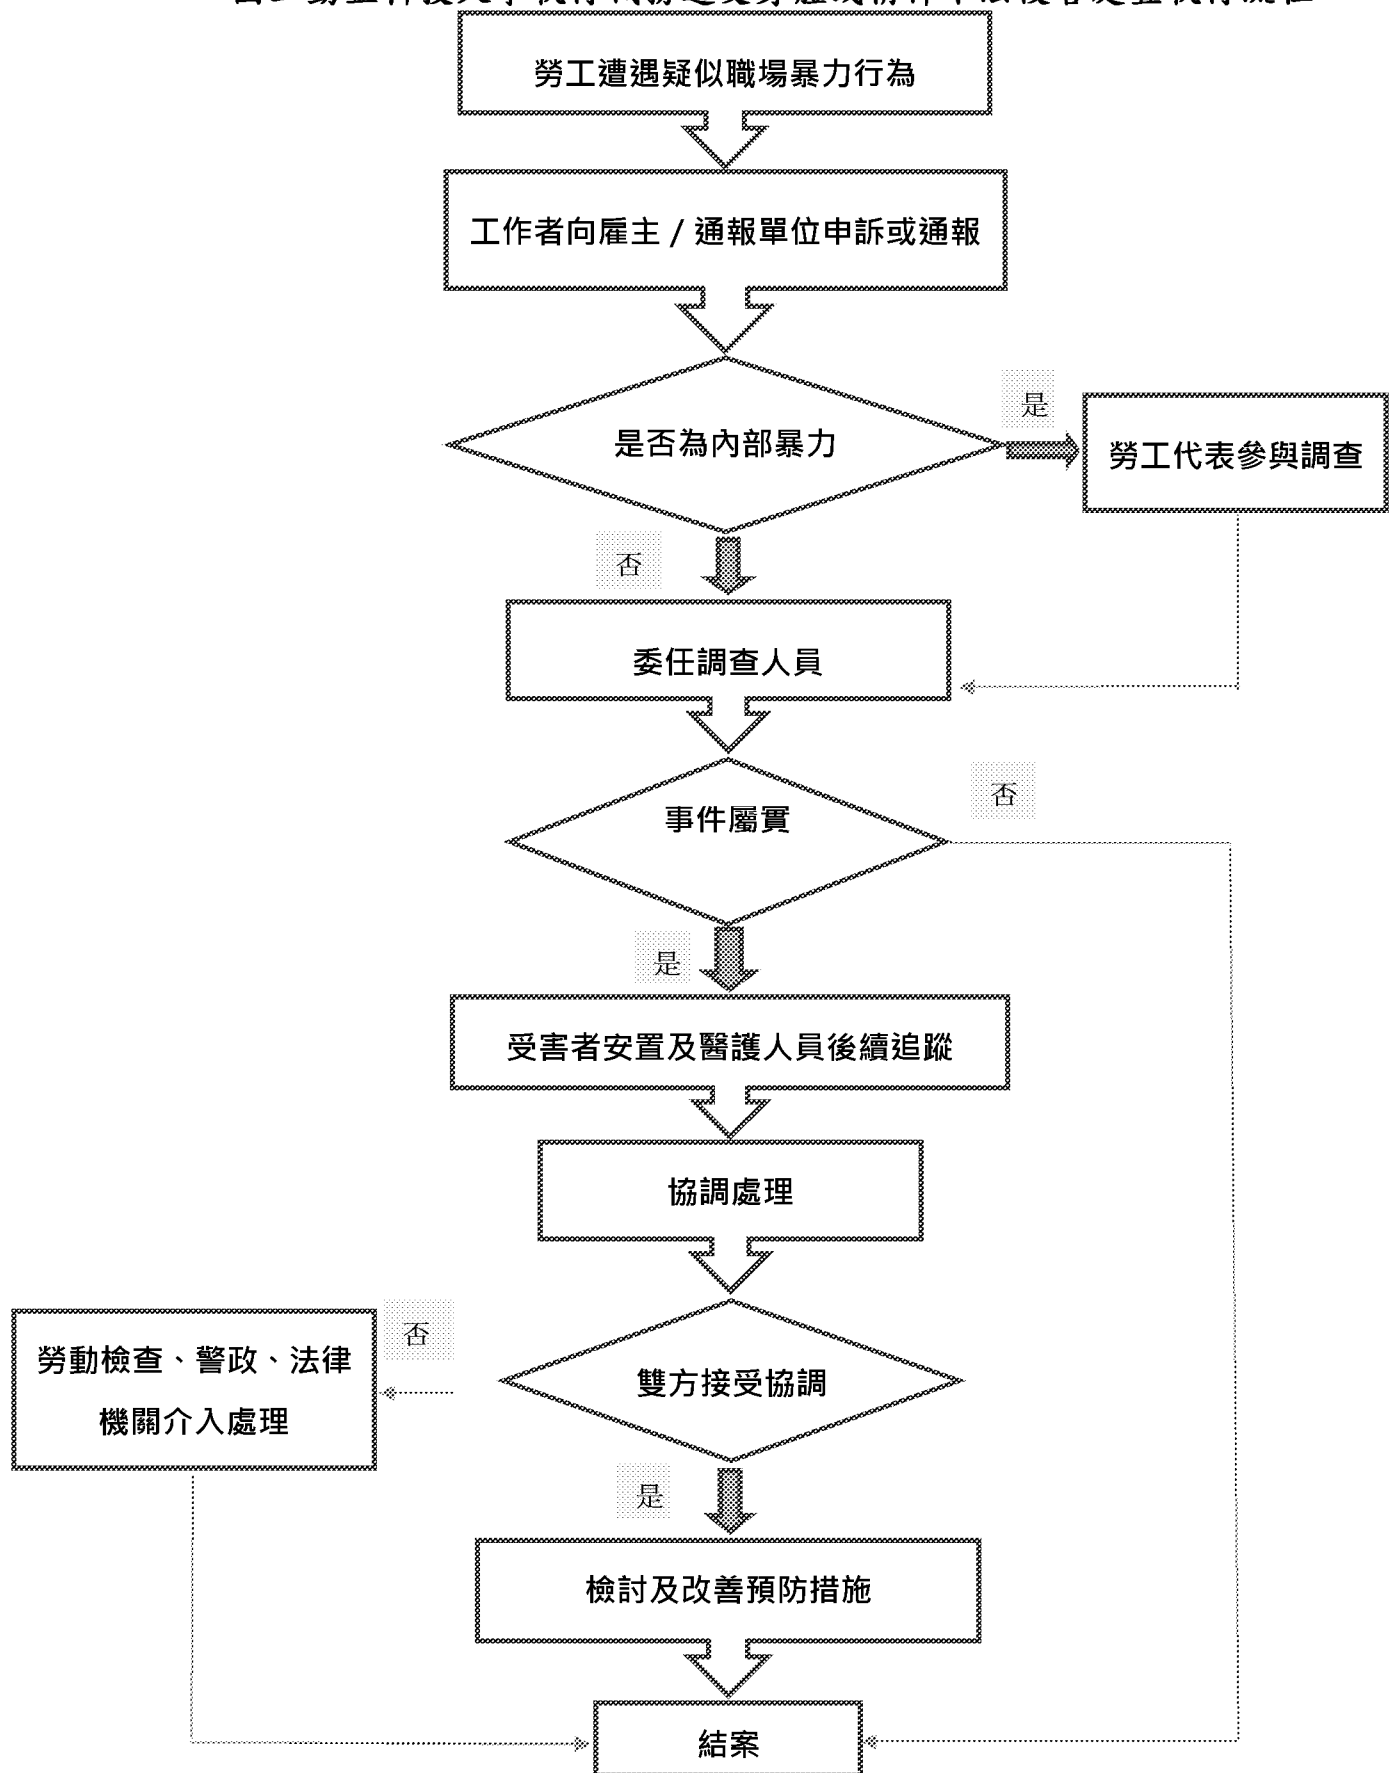 勞工遭遇疑似職場暴力行為
工作者向雇主 / 通報單位申訴或通報
是否為內部暴力
是
勞工代表參與調查
否
委任調查人員
事件屬實
否
是
受害者安置及醫護人員後續追蹤
協調處理
雙方接受協調
否
勞動檢查、警政、法律
機關介入處理
是
檢討及改善預防措施
結案